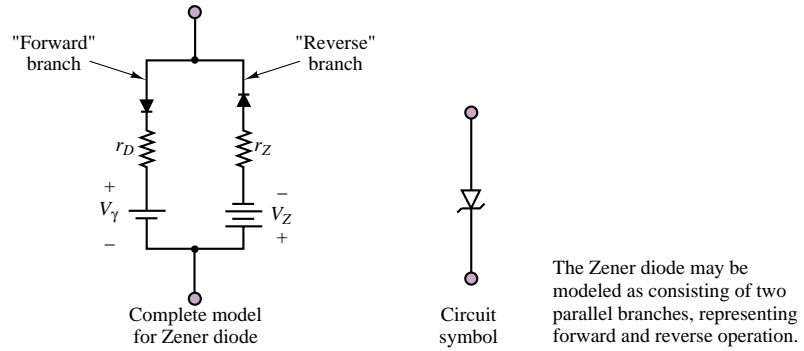 "Forward"
branch
"Reverse"
branch
r_D
r_Z
+
V_γ
–
–
V_Z
+
Complete model
for Zener diode
Circuit
symbol
The Zener diode may be
modeled as consisting of two
parallel branches, representing
forward and reverse operation.